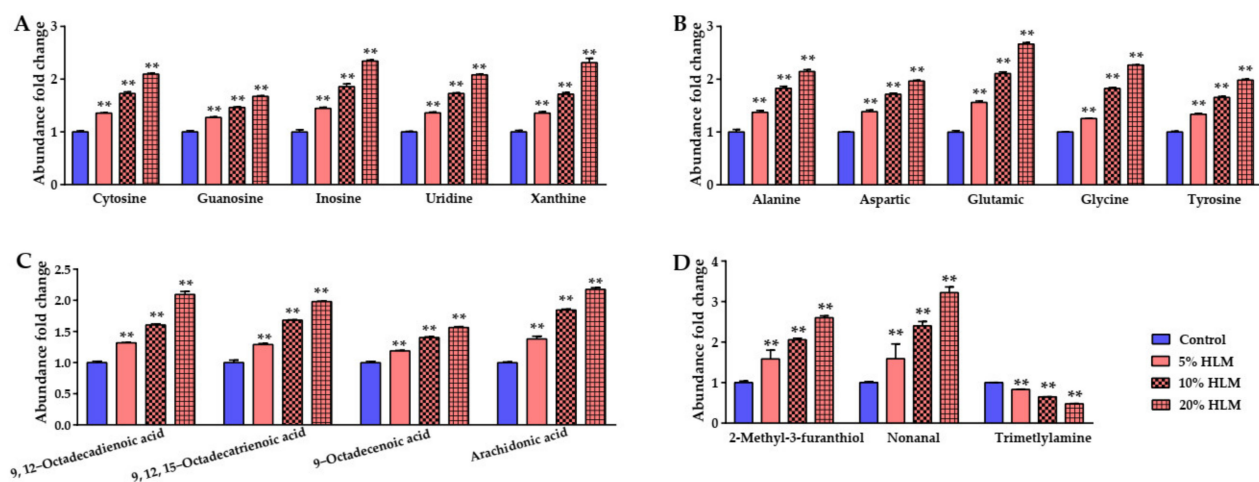 A
Abundance fold change
3
2
1
0
** ** **
** ** **
** ** **
** ** **
** ** **
Cytosine Guanosine Inosine Uridine Xanthine
B
Abundance fold change
3
2
1
0
** ** **
** ** **
** ** **
** ** **
** ** **
Alanine Aspartic Glutamic Glycine Tyrosine
C
Abundance fold change
2.5
2.0
1.5
1.0
0.5
0.0
** ** **
** ** **
** ** **
** ** **
9, 12–Octadecadienoic acid
9, 12, 15–Octadecatrienoic acid
9–Octadecenoic acid
Arachidonic acid
D
Abundance fold change
4
3
2
1
0
** ** **
** ** **
** ** **
2-Methyl-3-furanthiol Nonanal Trimetlylamine
Control
5% HLM
10% HLM
20% HLM